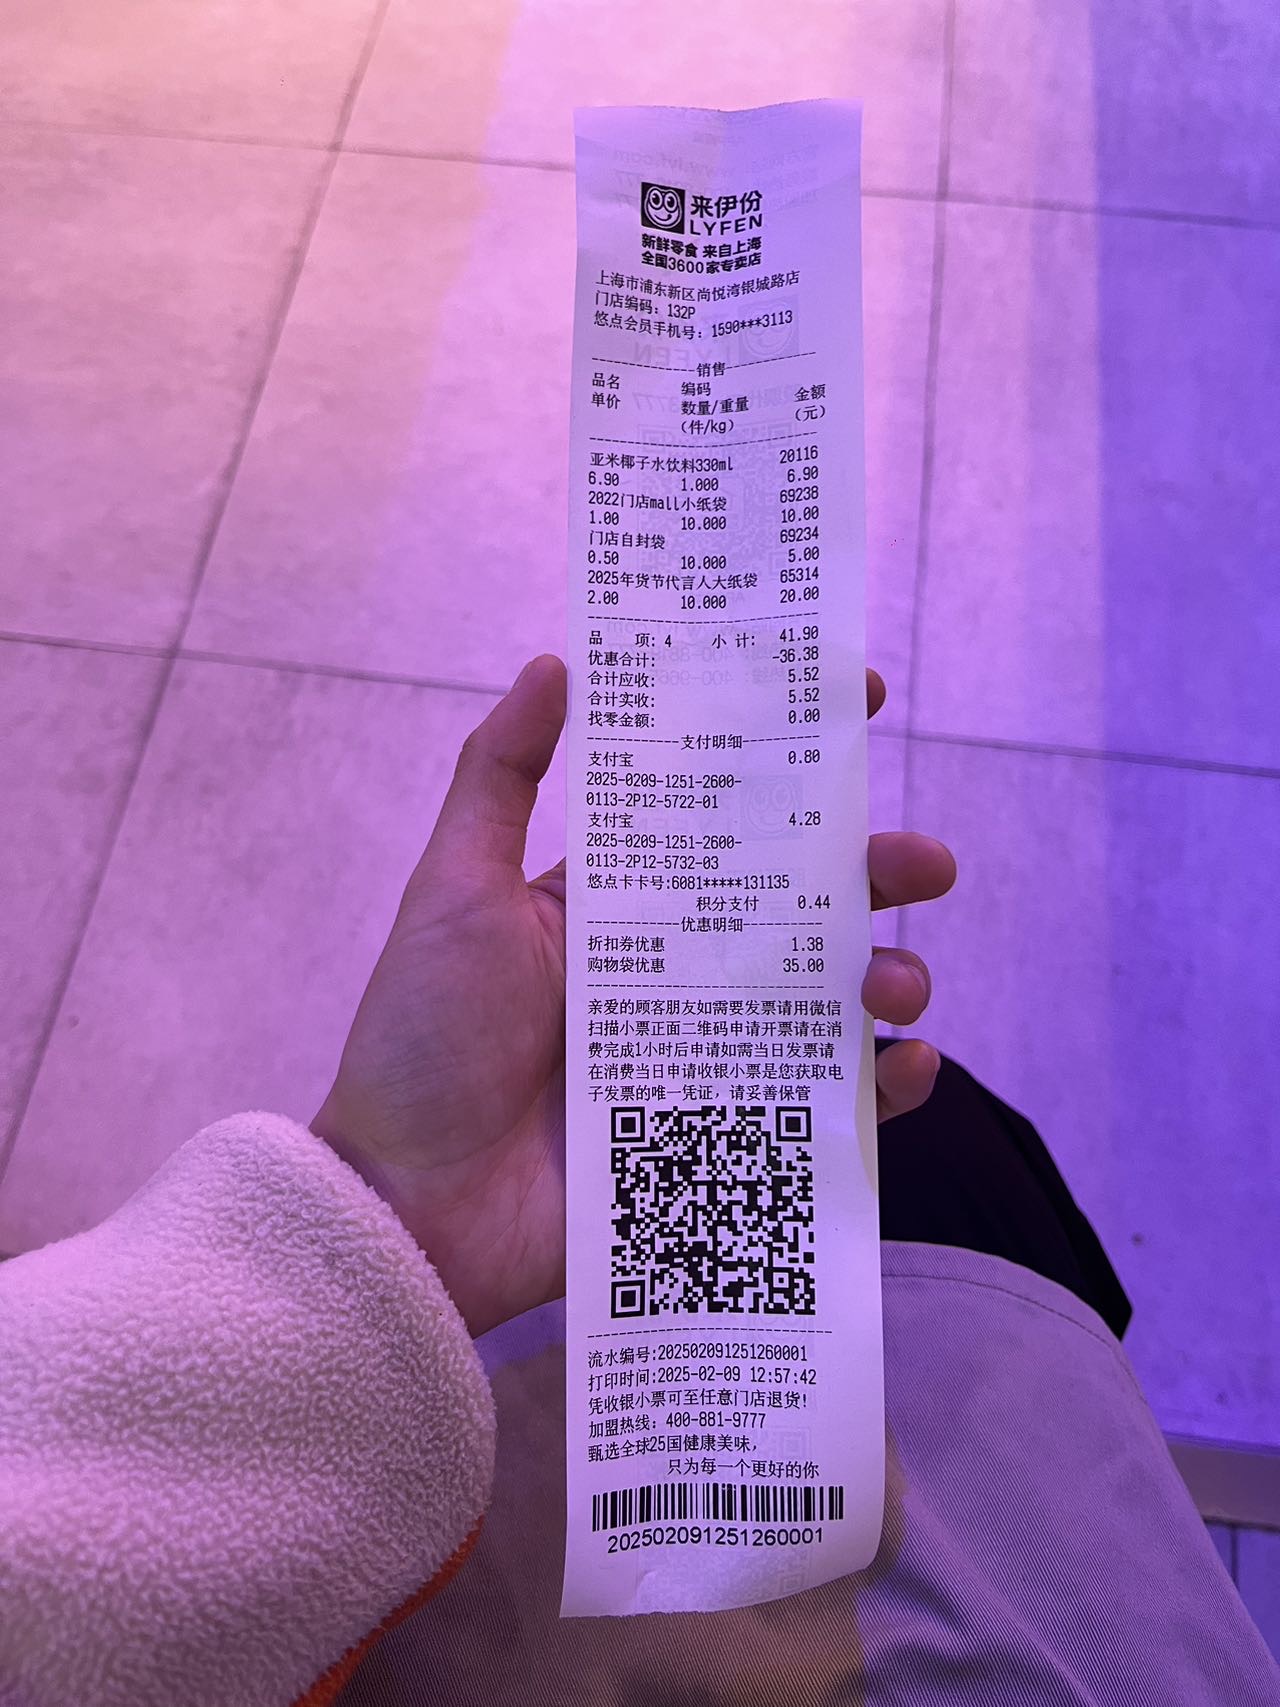 来伊份
LYFEN
新鲜零食 来自上海
全国3600家专卖店
上海市浦东新区尚悦湾银城路店
门店编码: 132P
悠点会员手机号: 1590***3113
销售
品名 编码 金额
单价 数量/重量 (元)
(件/kg)
亚米椰子水饮料330ml 20116
6.90 1.000 6.90
2022门店mall小纸袋 69238
1.00 10.000 10.00
门店自封袋 69234
0.50 10.000 5.00
2025年货节代言人大纸袋 65314
2.00 10.000 20.00
品 项: 4 小 计: 41.90
优惠合计: -36.38
合计应收: 5.52
合计实收: 5.52
找零金额: 0.00
支付明细
支付宝 0.80
2025-0209-1251-2600-
0113-2P12-5722-01
支付宝 4.28
2025-0209-1251-2600-
0113-2P12-5732-03
悠点卡卡号:6081*****131135
积分支付 0.44
优惠明细
折扣券优惠 1.38
购物袋优惠 35.00
亲爱的顾客朋友如需要发票请用微信
扫描小票正面二维码申请开票请在消
费完成1小时后申请如需当日发票请
在消费当日申请收银小票是您获取电
子发票的唯一凭证，请妥善保管
流水编号:202502091251260001
打印时间:2025-02-09 12:57:42
凭收银小票可至任意门店退货!
加盟热线: 400-881-9777
甄选全球25国健康美味,
只为每一个更好的你
202502091251260001